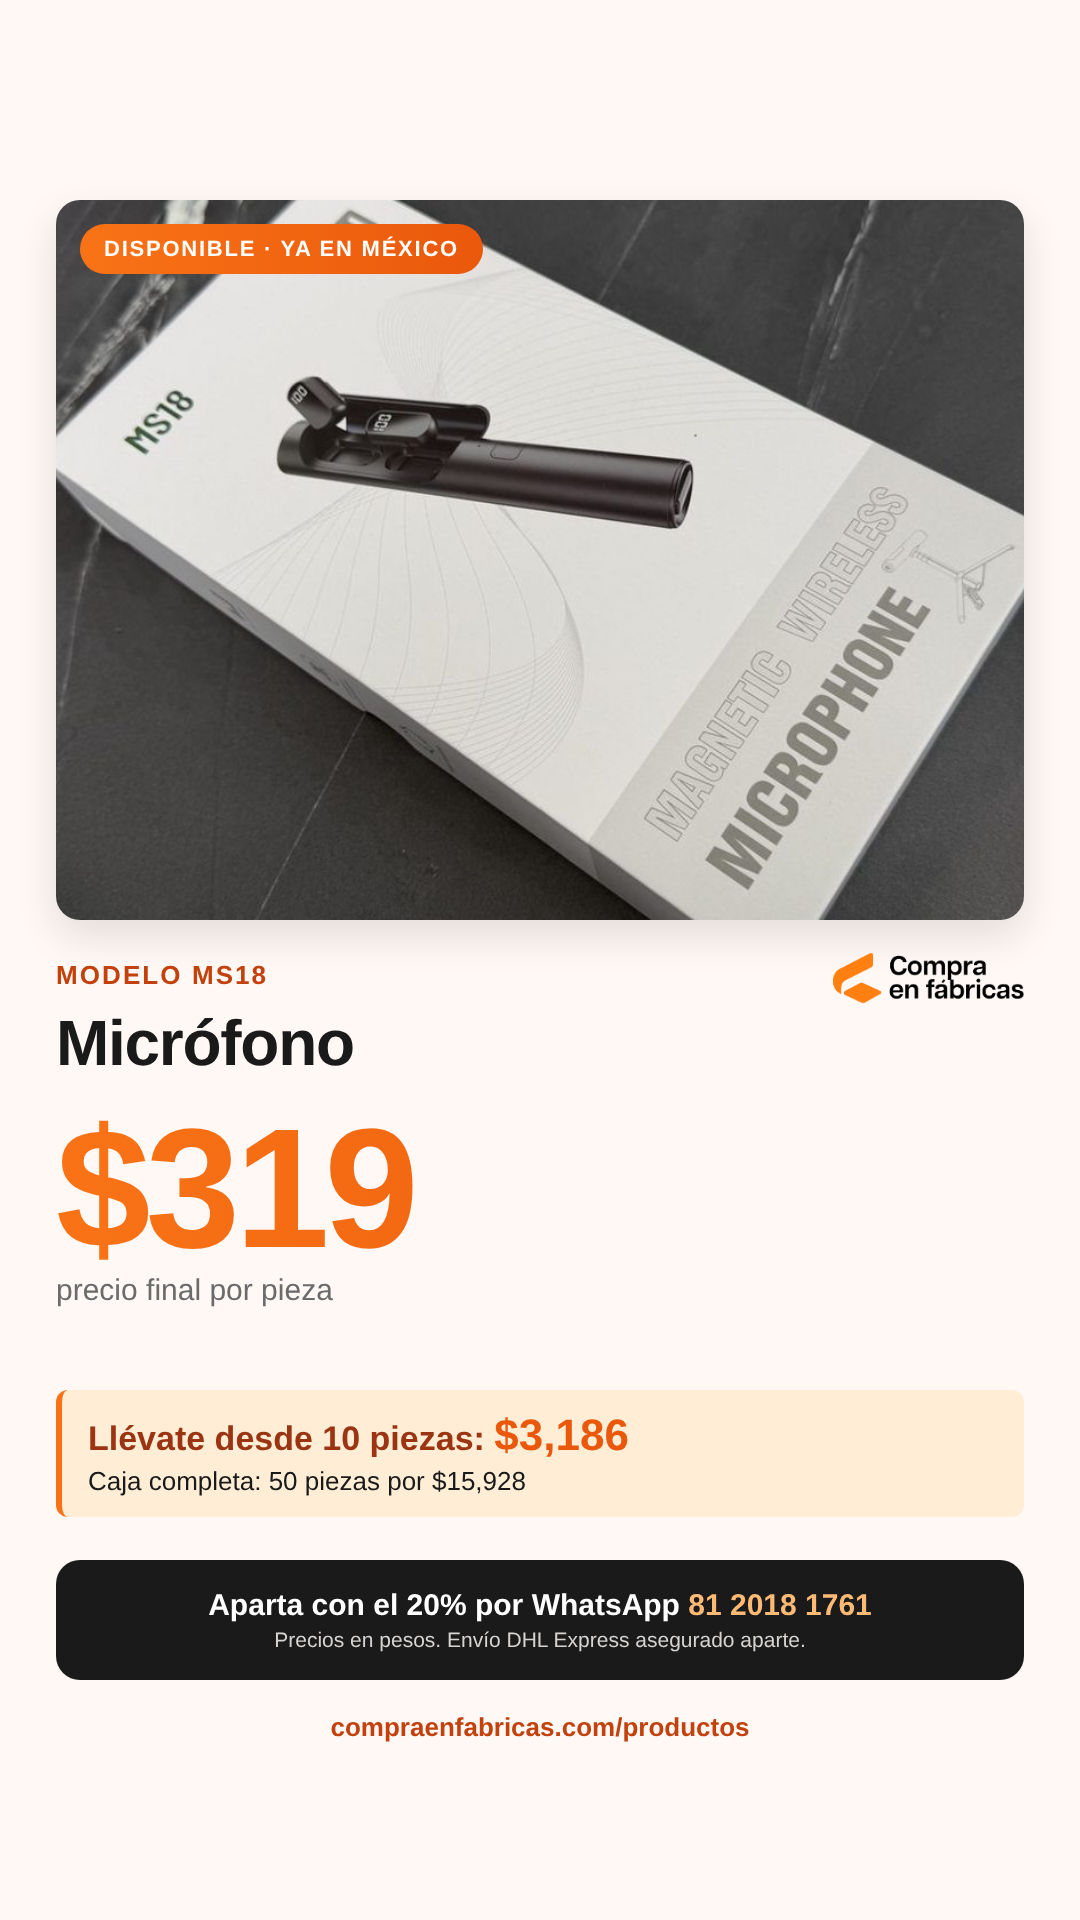 DISPONIBLE · YA EN MÉXICO
MS18
100
100
MAGNETIC WIRELESS
MICROPHONE
MODELO MS18
Compra
en fábricas
Micrófono
$319
precio final por pieza
Llévate desde 10 piezas: $3,186
Caja completa: 50 piezas por $15,928
Aparta con el 20% por WhatsApp 81 2018 1761
Precios en pesos. Envío DHL Express asegurado aparte.
compraenfabricas.com/productos